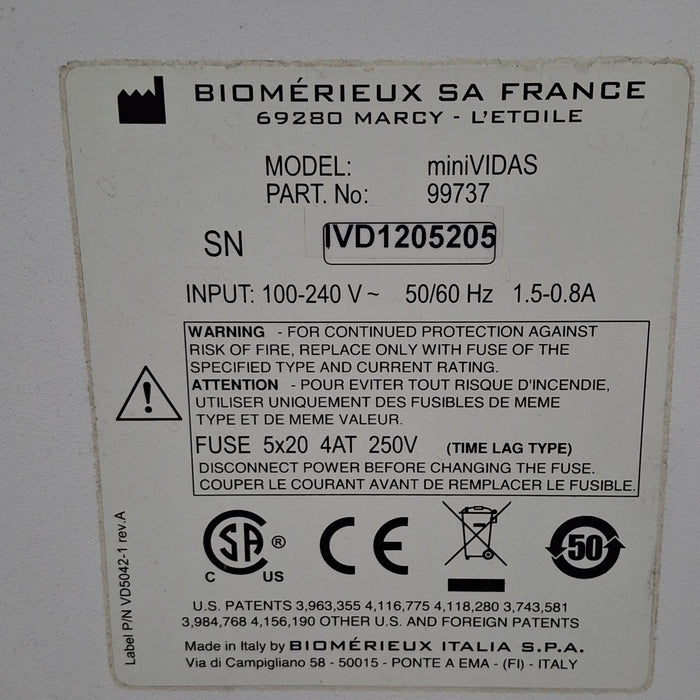 BIOMÉRIEUX SA FRANCE
69280 MARCY - L'ETOILE
MODEL: miniVIDAS
PART. No: 99737
SN IVD1205205
INPUT: 100-240 V ~ 50/60 Hz 1.5-0.8A
WARNING - FOR CONTINUED PROTECTION AGAINST
RISK OF FIRE, REPLACE ONLY WITH FUSE OF THE
SPECIFIED TYPE AND CURRENT RATING.
ATTENTION - POUR EVITER TOUT RISQUE D'INCENDIE,
UTILISER UNIQUEMENT DES FUSIBLES DE MEME
TYPE ET DE MEME VALEUR.
FUSE 5x20 4AT 250V (TIME LAG TYPE)
DISCONNECT POWER BEFORE CHANGING THE FUSE.
COUPER LE COURANT AVANT DE REMPLACER LE FUSIBLE.
Label P/N VD5042-1 rev.A
CSA ® CE 50
C US
U.S. PATENTS 3,963,355 4,116,775 4,118,280 3,743,581
3,984,768 4,156,190 OTHER U.S. AND FOREIGN PATENTS
Made in Italy by BIOMÉRIEUX ITALIA S.P.A.
Via di Campigliano 58 - 50015 - PONTE A EMA - (FI) - ITALY